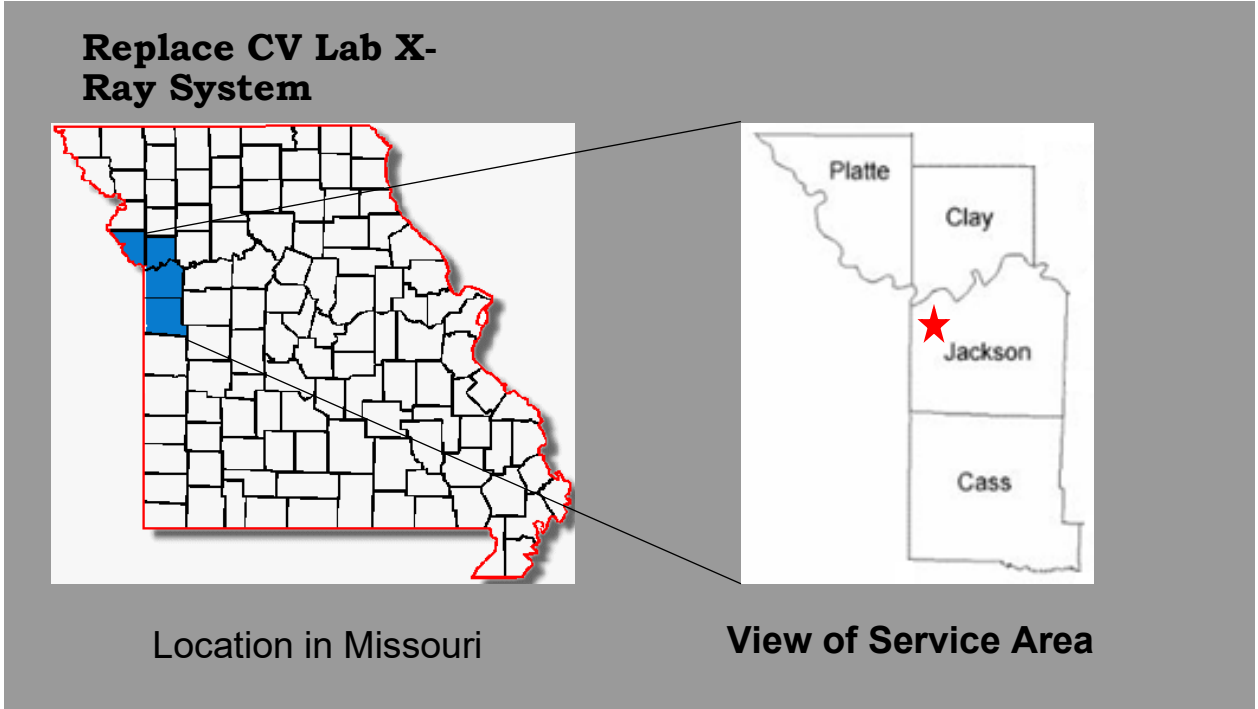 Replace CV Lab X-
Ray System
Platte
Clay
Jackson
Cass
Location in Missouri
View of Service Area